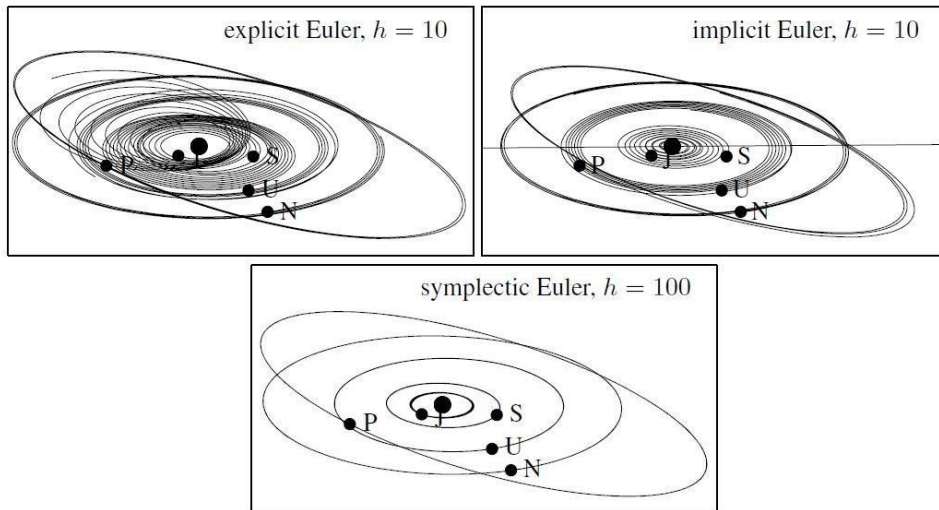 explicit Euler, h = 10
P
J
S
U
N
implicit Euler, h = 10
P
J
S
U
N
symplectic Euler, h = 100
P
J
S
U
N